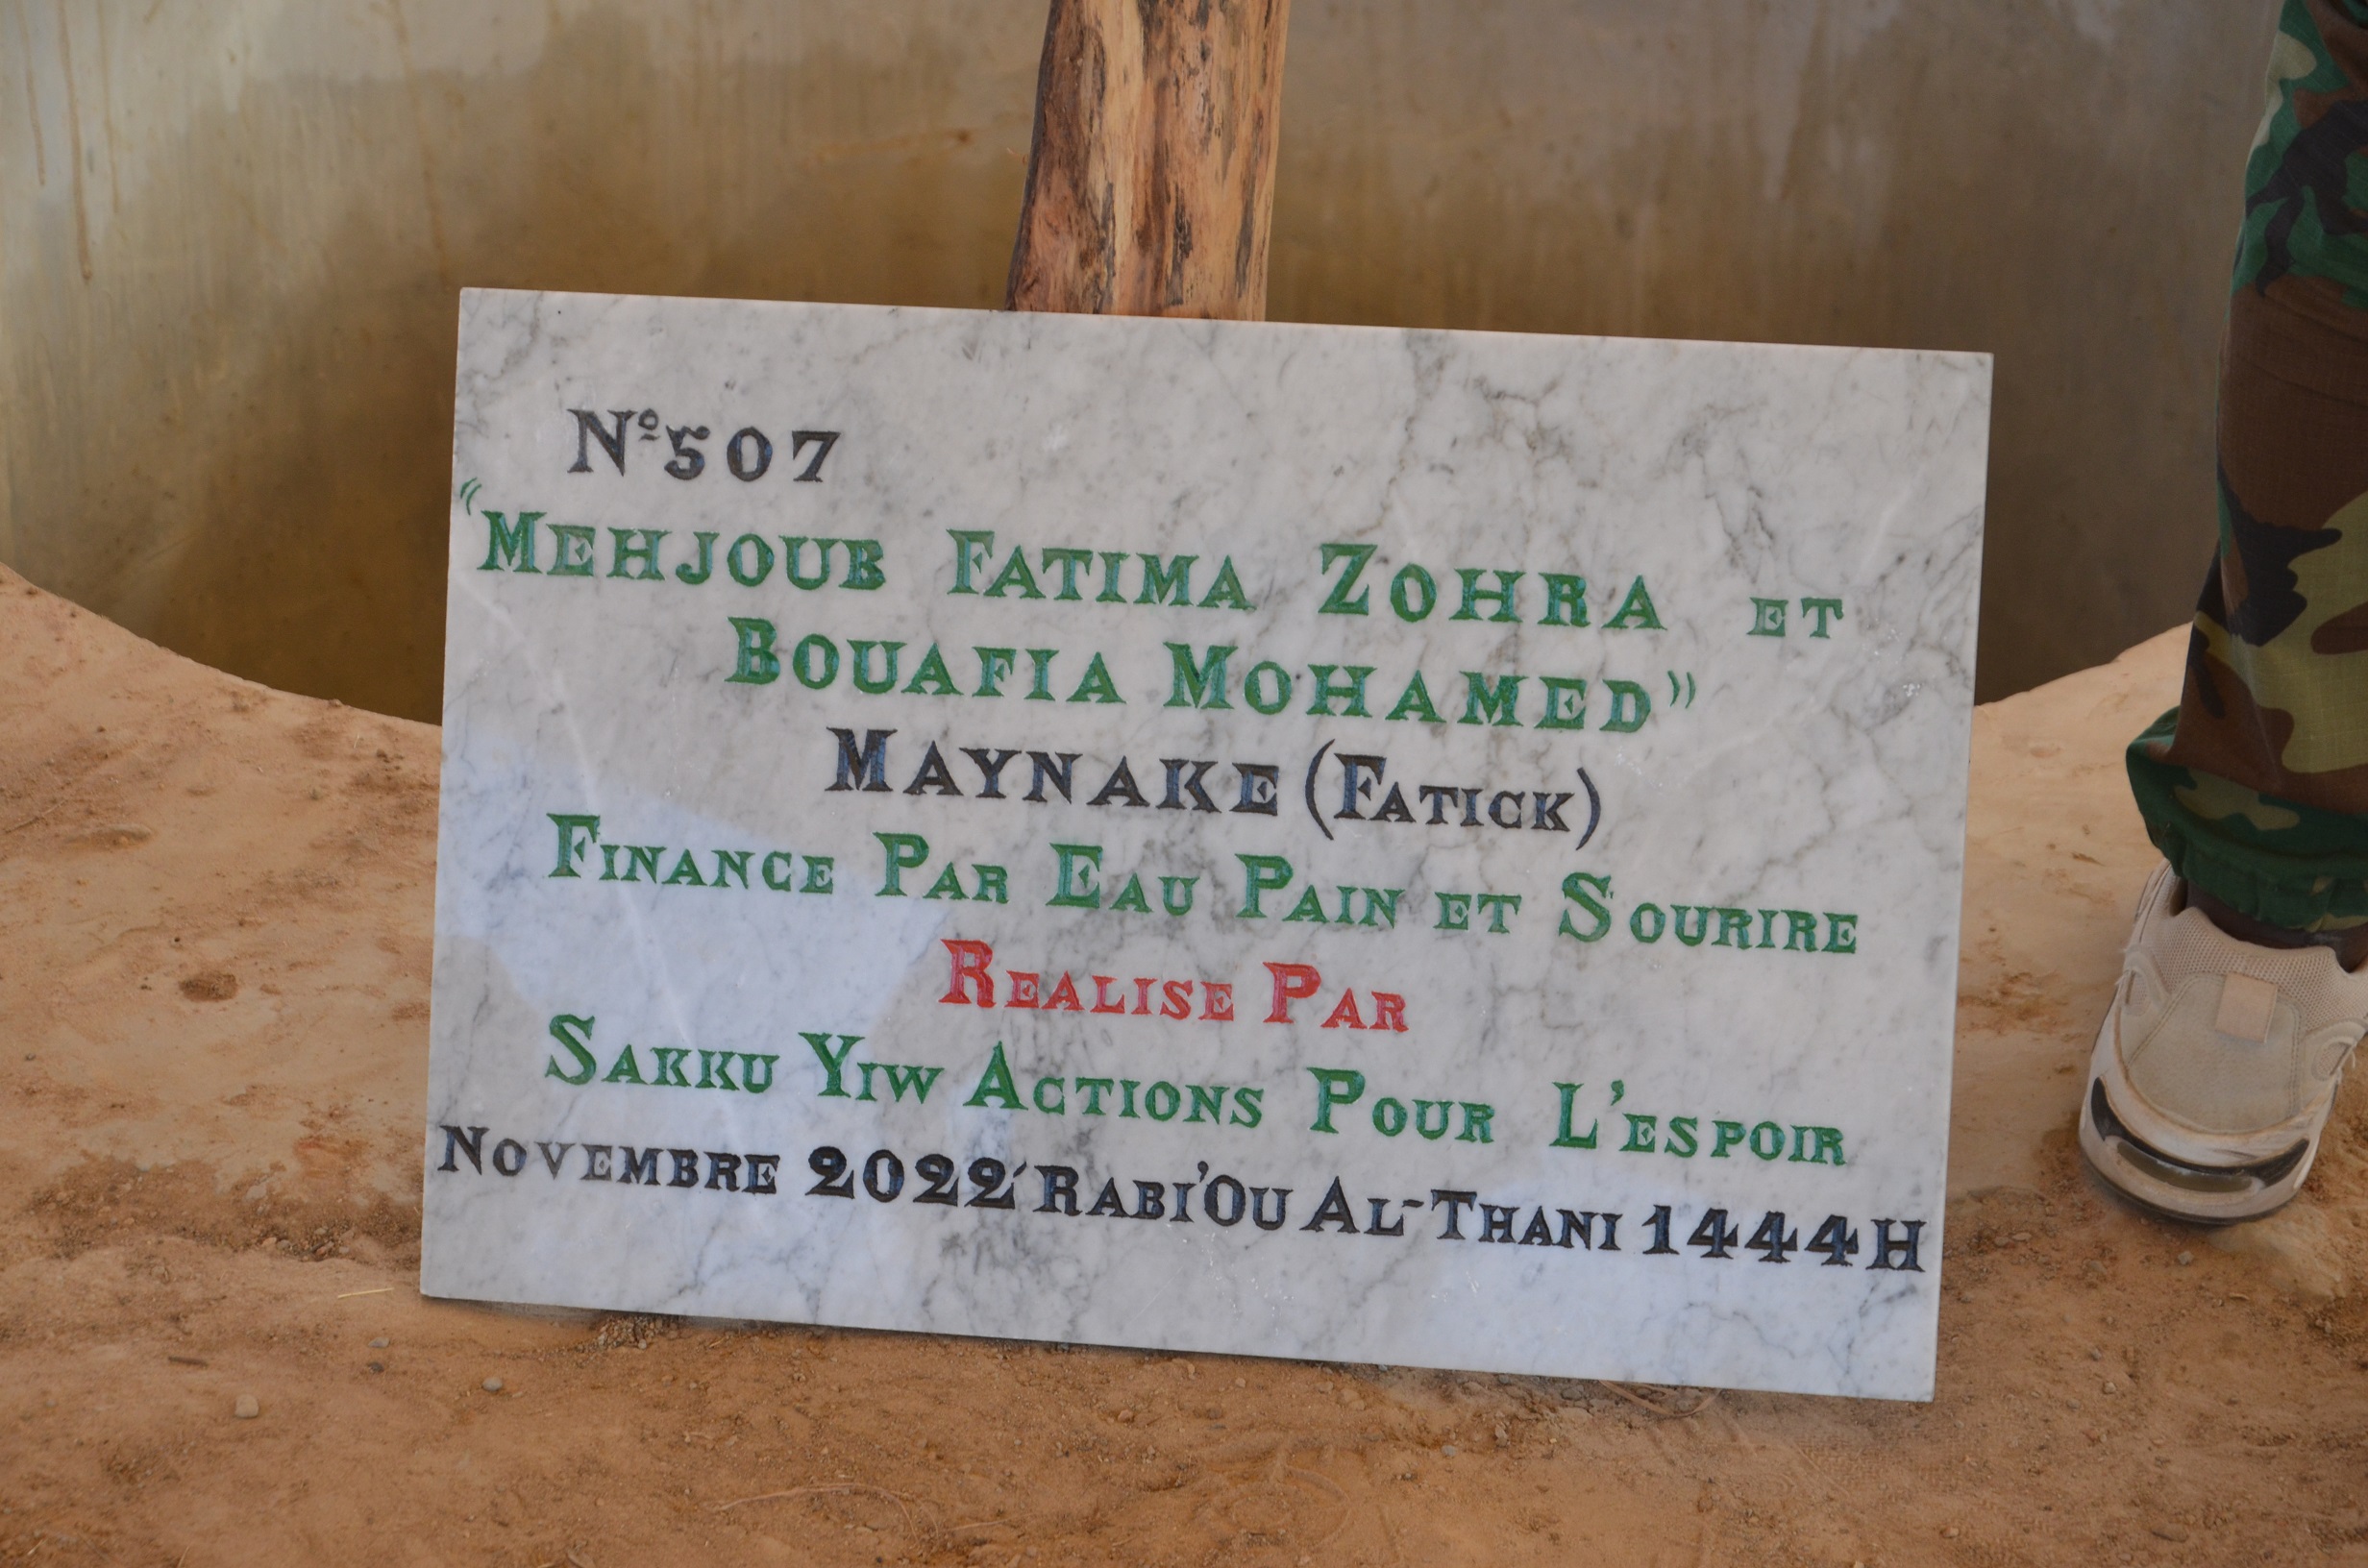 Nº507
“MEHJOUB FATIMA ZOHRA ET
BOUAFIA MOHAMED”
MAYNAKE (FATICK)
FINANCE PAR EAU PAIN ET SOURIRE
REALISE PAR
SAKKU YIW ACTIONS POUR L'ESPOIR
NOVEMBRE 2022 RABI'OU AL-THANI 1444H